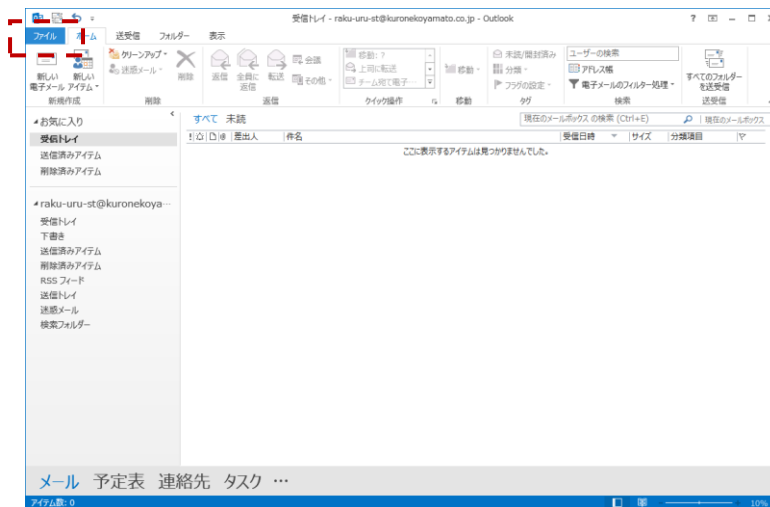 受信トレイ - raku-uru-st@kuronekoyamato.co.jp - Outlook
ファイル ホーム 送受信 フォルダー 表示
新しい電子メール 新しいアイテム
クリーンアップ
迷惑メール
削除
返信 全員に返信 転送
会議
その他
移動: ?
上司に転送
チーム宛て電子…
移動
未読/開封済み
分類
フラグの設定
ユーザーの検索
アドレス帳
電子メールのフィルター処理
すべてのフォルダーを送受信
新規作成 削除 返信 クイック操作 移動 タグ 検索 送受信
お気に入り
受信トレイ
送信済みアイテム
削除済みアイテム
raku-uru-st@kuronekoya…
受信トレイ
下書き
送信済みアイテム
削除済みアイテム
RSS フィード
送信トレイ
迷惑メール
検索フォルダー
すべて 未読
現在のメールボックス の検索 (Ctrl+E) 現在のメールボックス
差出人 件名 受信日時 サイズ 分類項目
ここに表示するアイテムは見つかりませんでした。
メール 予定表 連絡先 タスク …
アイテム数: 0 10%